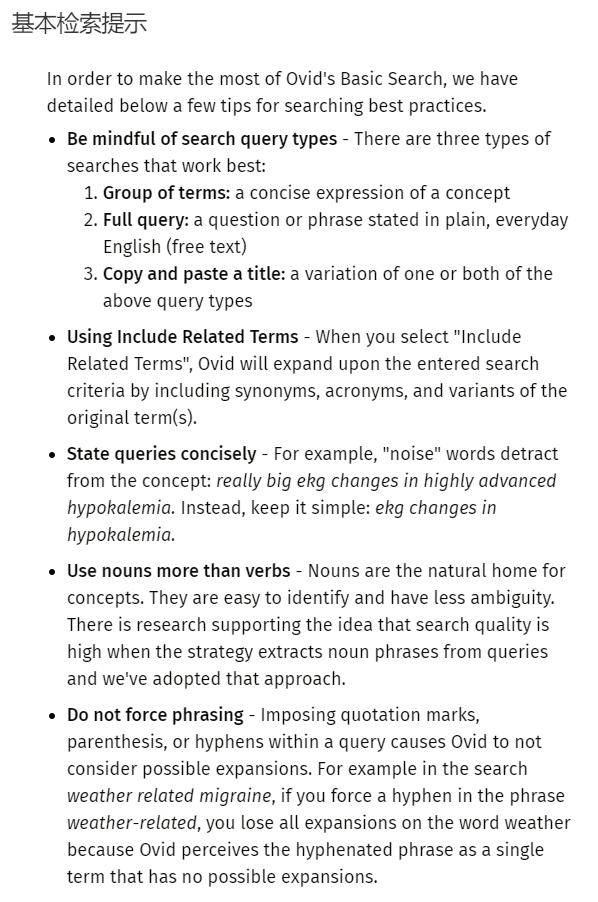 基本检索提示
In order to make the most of Ovid's Basic Search, we have
detailed below a few tips for searching best practices.
• Be mindful of search query types - There are three types of
searches that work best:
1. Group of terms: a concise expression of a concept
2. Full query: a question or phrase stated in plain, everyday
English (free text)
3. Copy and paste a title: a variation of one or both of the
above query types
• Using Include Related Terms - When you select "Include
Related Terms", Ovid will expand upon the entered search
criteria by including synonyms, acronyms, and variants of the
original term(s).
• State queries concisely - For example, "noise" words detract
from the concept: really big ekg changes in highly advanced
hypokalemia. Instead, keep it simple: ekg changes in
hypokalemia.
• Use nouns more than verbs - Nouns are the natural home for
concepts. They are easy to identify and have less ambiguity.
There is research supporting the idea that search quality is
high when the strategy extracts noun phrases from queries
and we've adopted that approach.
• Do not force phrasing - Imposing quotation marks,
parenthesis, or hyphens within a query causes Ovid to not
consider possible expansions. For example in the search
weather related migraine, if you force a hyphen in the phrase
weather-related, you lose all expansions on the word weather
because Ovid perceives the hyphenated phrase as a single
term that has no possible expansions.